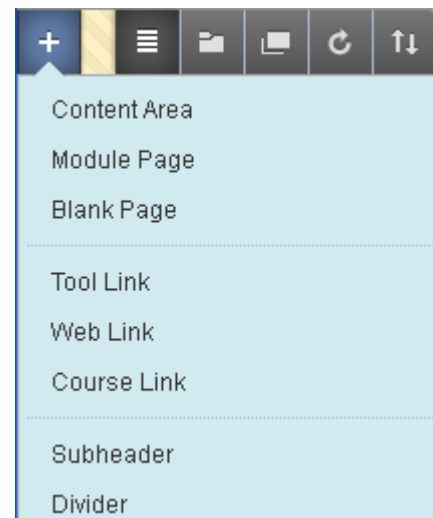 Content Area
Module Page
Blank Page
Tool Link
Web Link
Course Link
Subheader
Divider